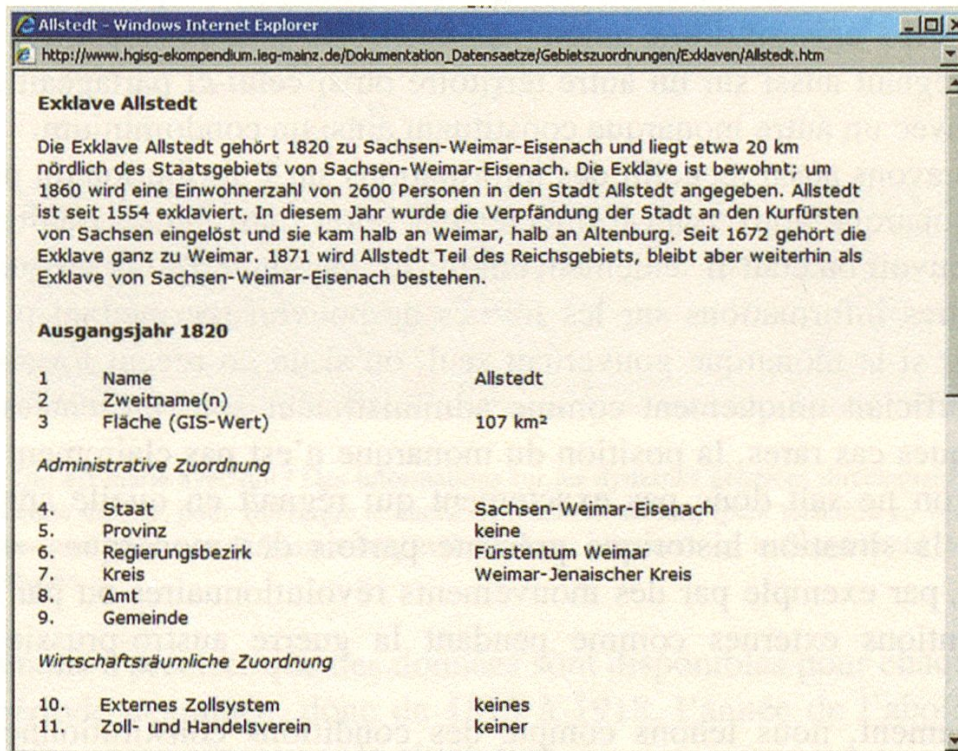 Allstedt - Windows Internet Explorer
http://www.hgisg-ekompendium.ieg-mainz.de/Dokumentation_Datensaetze/Gebietszuordnungen/Exklaven/Allstedt.htm
Exklave Allstedt
Die Exklave Allstedt gehört 1820 zu Sachsen-Weimar-Eisenach und liegt etwa 20 km
nördlich des Staatsgebiets von Sachsen-Weimar-Eisenach. Die Exklave ist bewohnt; um
1860 wird eine Einwohnerzahl von 2600 Personen in den Stadt Allstedt angegeben. Allstedt
ist seit 1554 exklaviert. In diesem Jahr wurde die Verpfändung der Stadt an den Kurfürsten
von Sachsen eingelöst und sie kam halb an Weimar, halb an Altenburg. Seit 1672 gehört die
Exklave ganz zu Weimar. 1871 wird Allstedt Teil des Reichsgebiets, bleibt aber weiterhin als
Exklave von Sachsen-Weimar-Eisenach bestehen.
Ausgangsjahr 1820
1 Name Allstedt
2 Zweitname(n)
3 Fläche (GIS-Wert) 107 km²
Administrative Zuordnung
4. Staat Sachsen-Weimar-Eisenach
5. Provinz keine
6. Regierungsbezirk Fürstentum Weimar
7. Kreis Weimar-Jenaischer Kreis
8. Amt
9. Gemeinde
Wirtschaftsräumliche Zuordnung
10. Externes Zollsystem keines
11. Zoll- und Handelsverein keiner